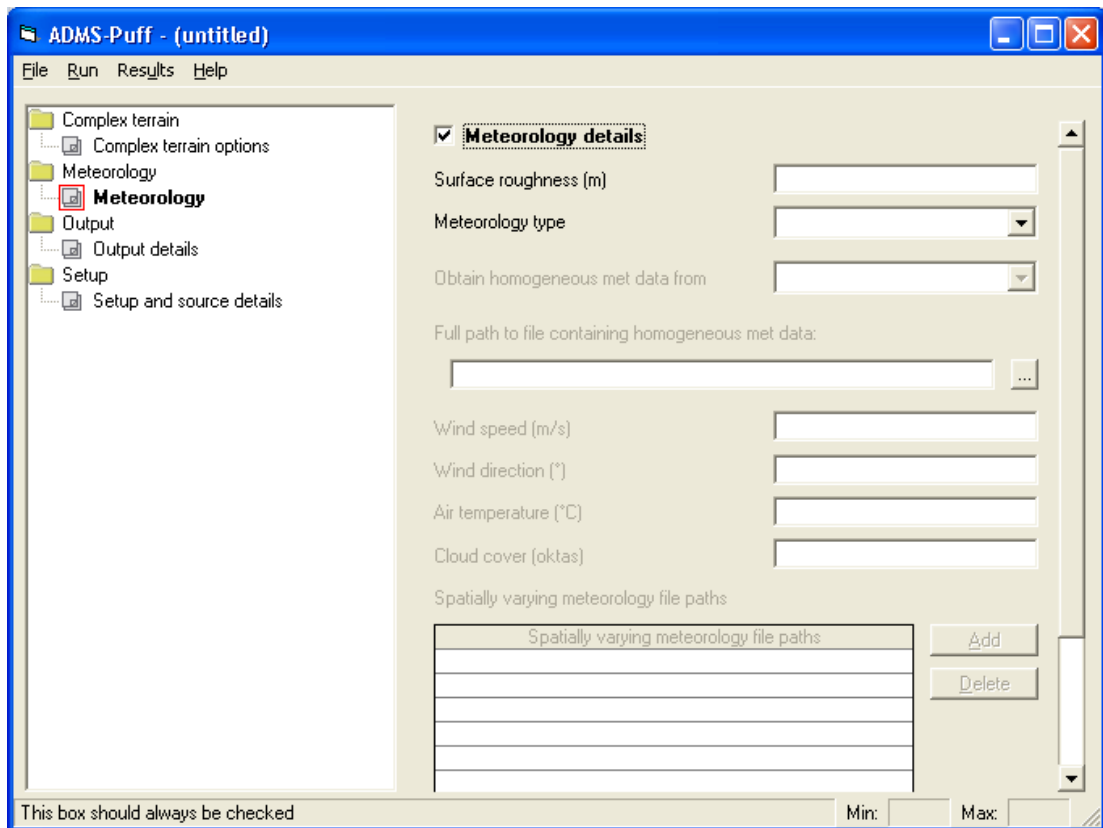 ADMS-Puff - (untitled)
File Run Results Help
Complex terrain
Complex terrain options
Meteorology
Meteorology
Output
Output details
Setup
Setup and source details
Meteorology details
Surface roughness (m)
Meteorology type
Obtain homogeneous met data from
Full path to file containing homogeneous met data:
...
Wind speed (m/s)
Wind direction (°)
Air temperature (°C)
Cloud cover (oktas)
Spatially varying meteorology file paths
Spatially varying meteorology file paths
Add
Delete
This box should always be checked
Min: Max: